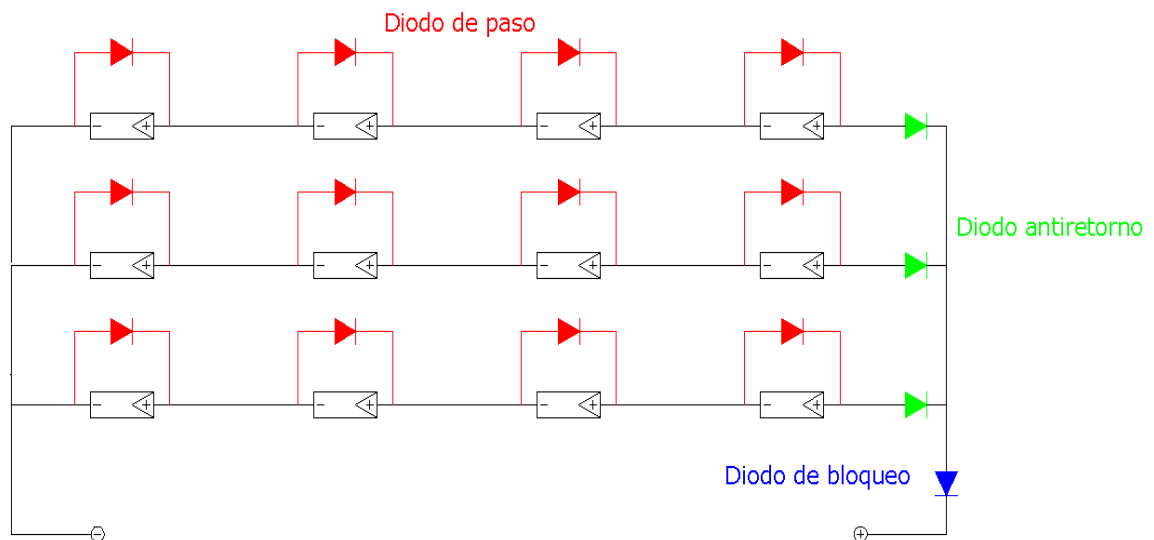 Diodo de paso
- + - + - + - +
- + - + - + - +
Diodo antiretorno
- + - + - + - +
Diodo de bloqueo
- +